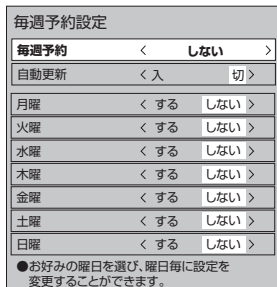 毎週予約設定
毎週予約 < しない >
自動更新 < 入 切 >
月曜 < する しない >
火曜 < する しない >
水曜 < する しない >
木曜 < する しない >
金曜 < する しない >
土曜 < する しない >
日曜 < する しない >
●お好みの曜日を選び、曜日毎に設定を
変更することができます。